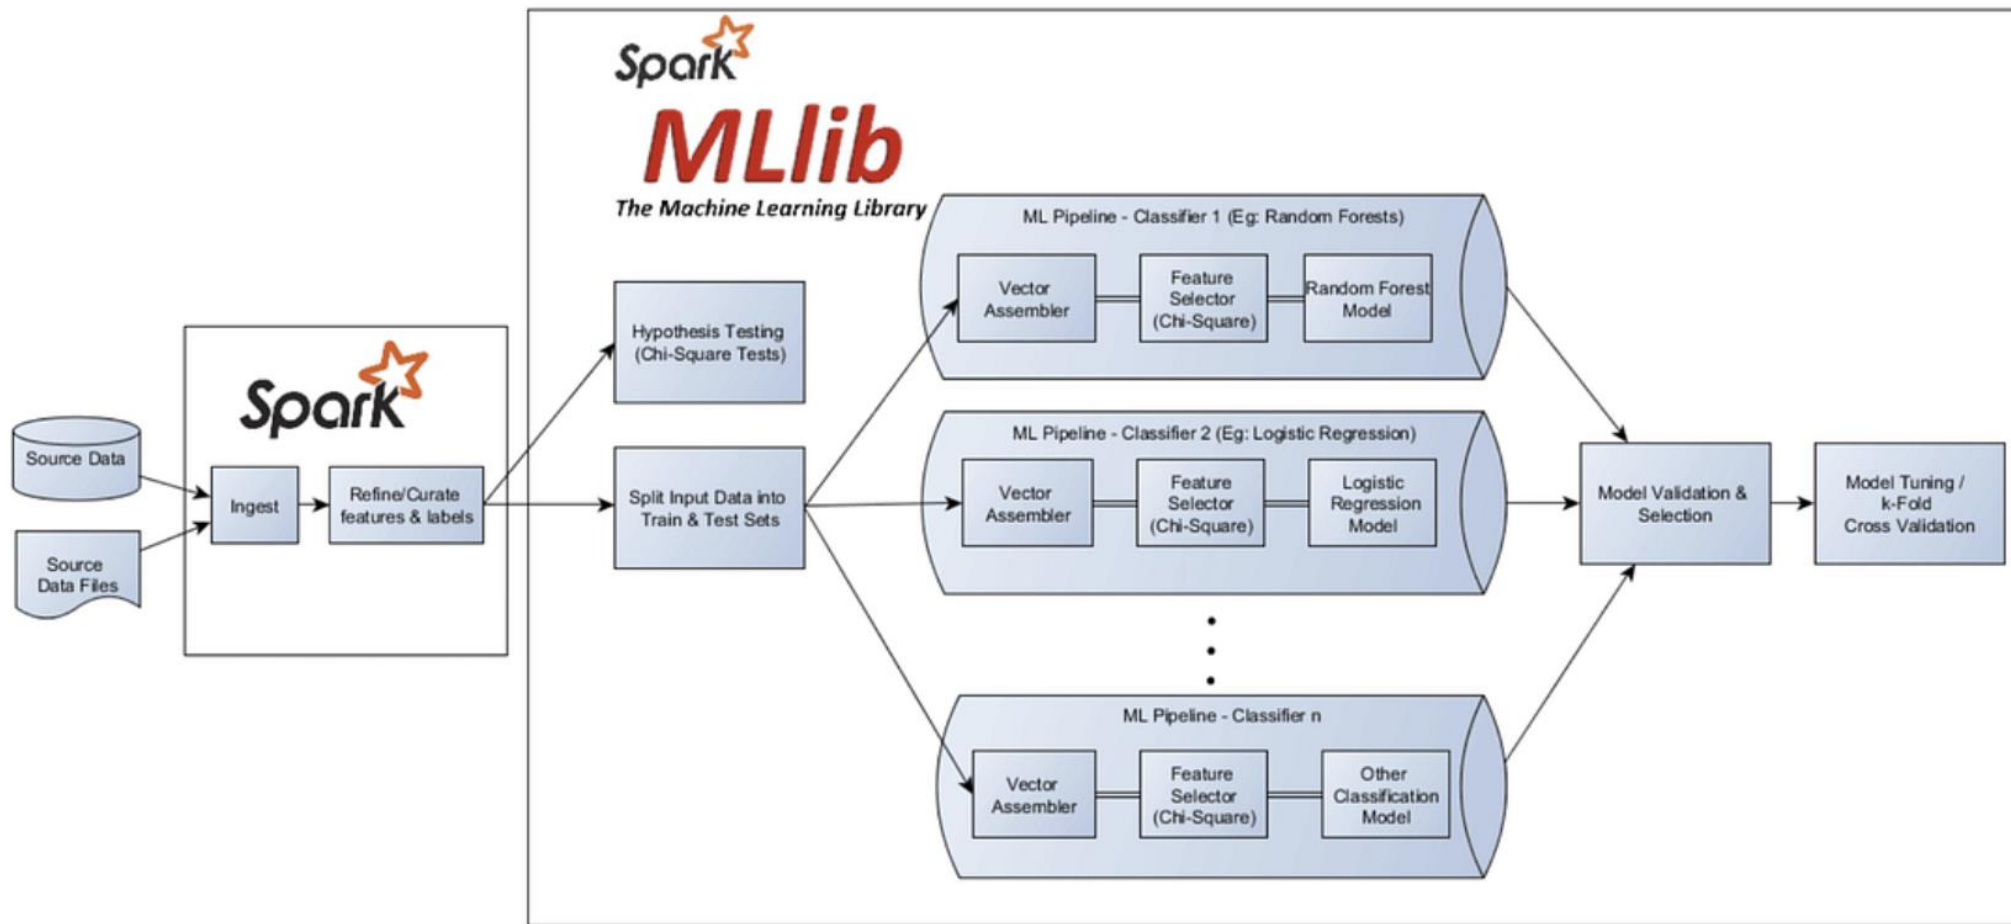 Spark
MLlib
The Machine Learning Library
Spark
Source Data
Source
Data Files
Ingest
Refine/Curate
features & labels
Hypothesis Testing
(Chi-Square Tests)
Split Input Data into
Train & Test Sets
ML Pipeline - Classifier 1 (Eg: Random Forests)
Vector
Assembler
Feature
Selector
(Chi-Square)
Random Forest
Model
ML Pipeline - Classifier 2 (Eg: Logistic Regression)
Vector
Assembler
Feature
Selector
(Chi-Square)
Logistic
Regression
Model
ML Pipeline - Classifier n
Vector
Assembler
Feature
Selector
(Chi-Square)
Other
Classification
Model
Model Validation &
Selection
Model Tuning /
k-Fold
Cross Validation